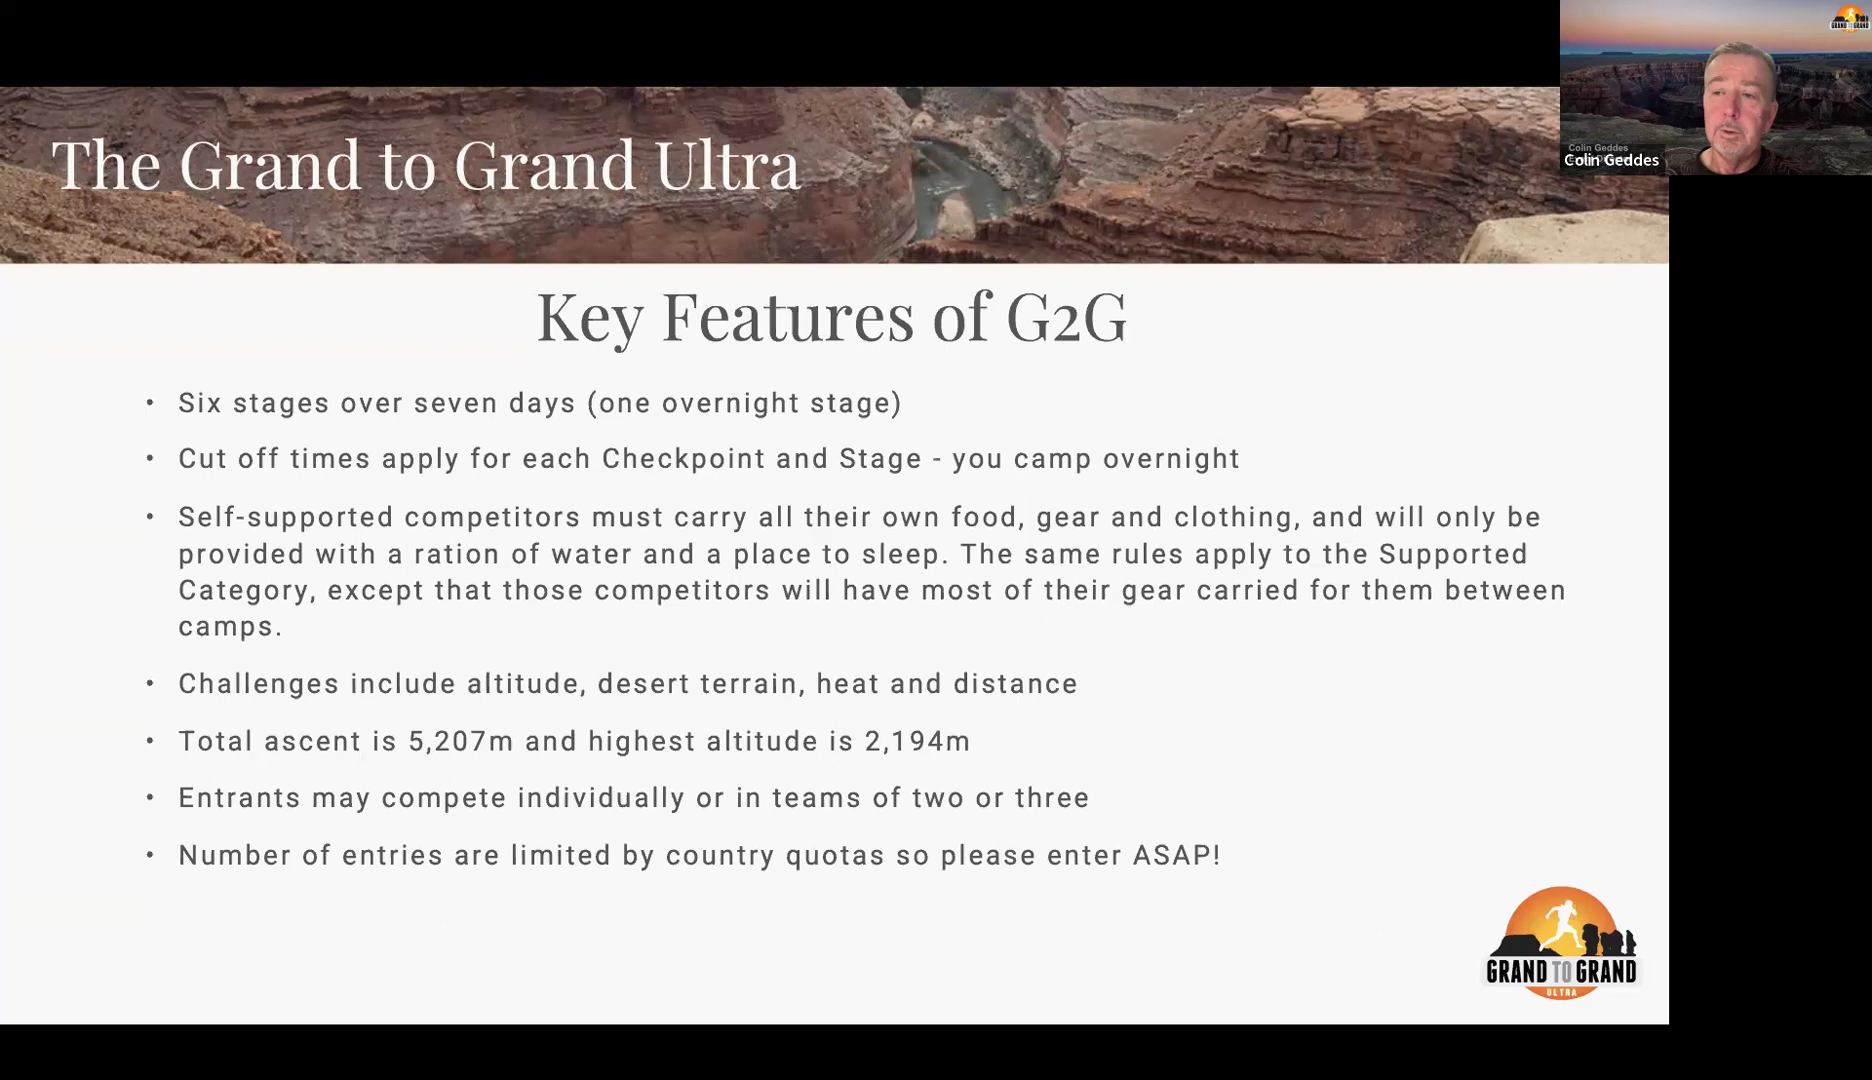 GRAND TO GRAND
Colin Geddes
Colin Geddes
The Grand to Grand Ultra
Key Features of G2G
• Six stages over seven days (one overnight stage)
• Cut off times apply for each Checkpoint and Stage - you camp overnight
• Self-supported competitors must carry all their own food, gear and clothing, and will only be
provided with a ration of water and a place to sleep. The same rules apply to the Supported
Category, except that those competitors will have most of their gear carried for them between
camps.
• Challenges include altitude, desert terrain, heat and distance
• Total ascent is 5,207m and highest altitude is 2,194m
• Entrants may compete individually or in teams of two or three
• Number of entries are limited by country quotas so please enter ASAP!
GRAND TO GRAND
ULTRA